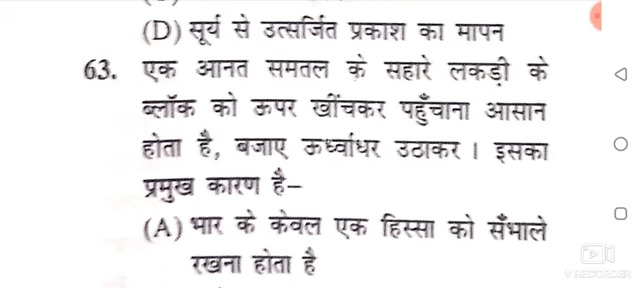 (D) सूर्य से उत्सर्जित प्रकाश का मापन
63. एक आनत समतल के सहारे लकड़ी के
ब्लॉक को ऊपर खींचकर पहुँचाना आसान
होता है, बजाए ऊर्ध्वाधर उठाकर । इसका
प्रमुख कारण है–
(A) भार के केवल एक हिस्सा को सँभाले
रखना होता है
V RECORDER